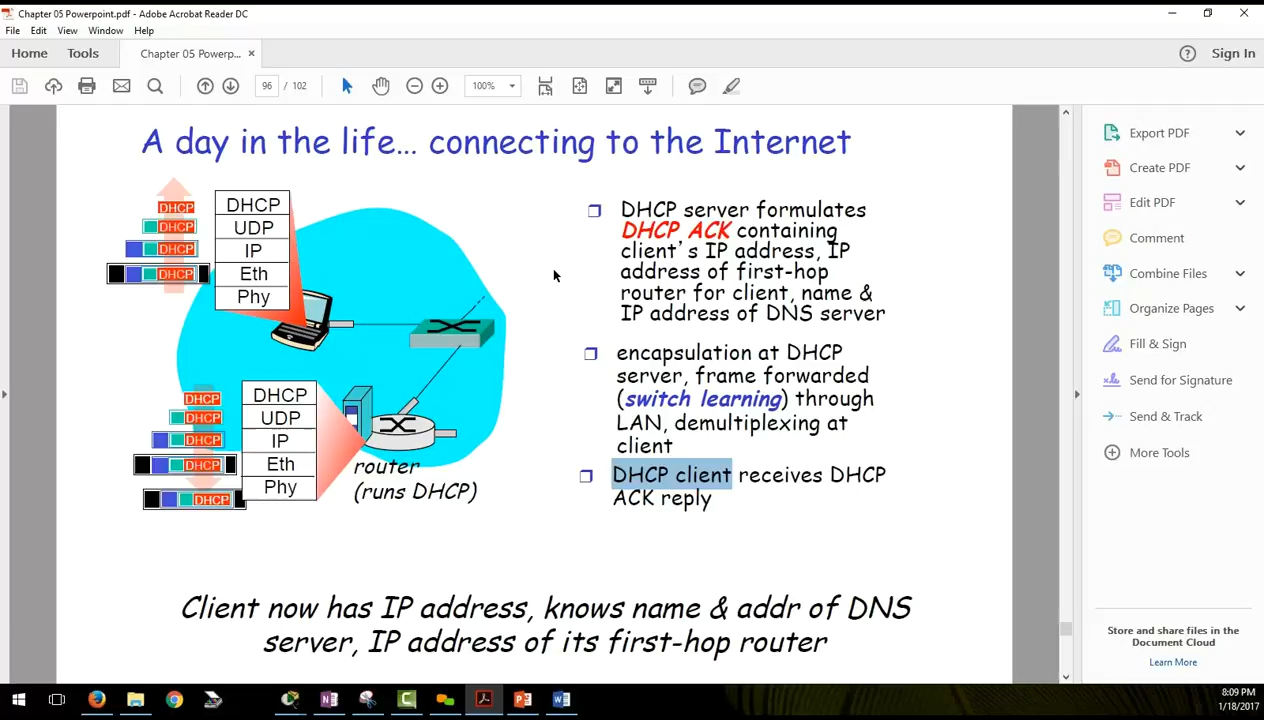 Chapter 05 Powerpoint.pdf - Adobe Acrobat Reader DC
File Edit View Window Help
Home Tools Chapter 05 Powerp... × Sign In
96 / 102 100%
A day in the life... connecting to the Internet
DHCP
DHCP
DHCP
DHCP
DHCP
UDP
IP
Eth
Phy
DHCP
DHCP
DHCP
DHCP
DHCP
DHCP
UDP
IP
Eth
Phy
router
(runs DHCP)
DHCP server formulates
DHCP ACK containing
client's IP address, IP
address of first-hop
router for client, name &
IP address of DNS server
encapsulation at DHCP
server, frame forwarded
(switch learning) through
LAN, demultiplexing at
client
DHCP client receives DHCP
ACK reply
Client now has IP address, knows name & addr of DNS
server, IP address of its first-hop router
Export PDF
Create PDF
Edit PDF
Comment
Combine Files
Organize Pages
Fill & Sign
Send for Signature
Send & Track
More Tools
Store and share files in the
Document Cloud
Learn More
8:09 PM
1/18/2017